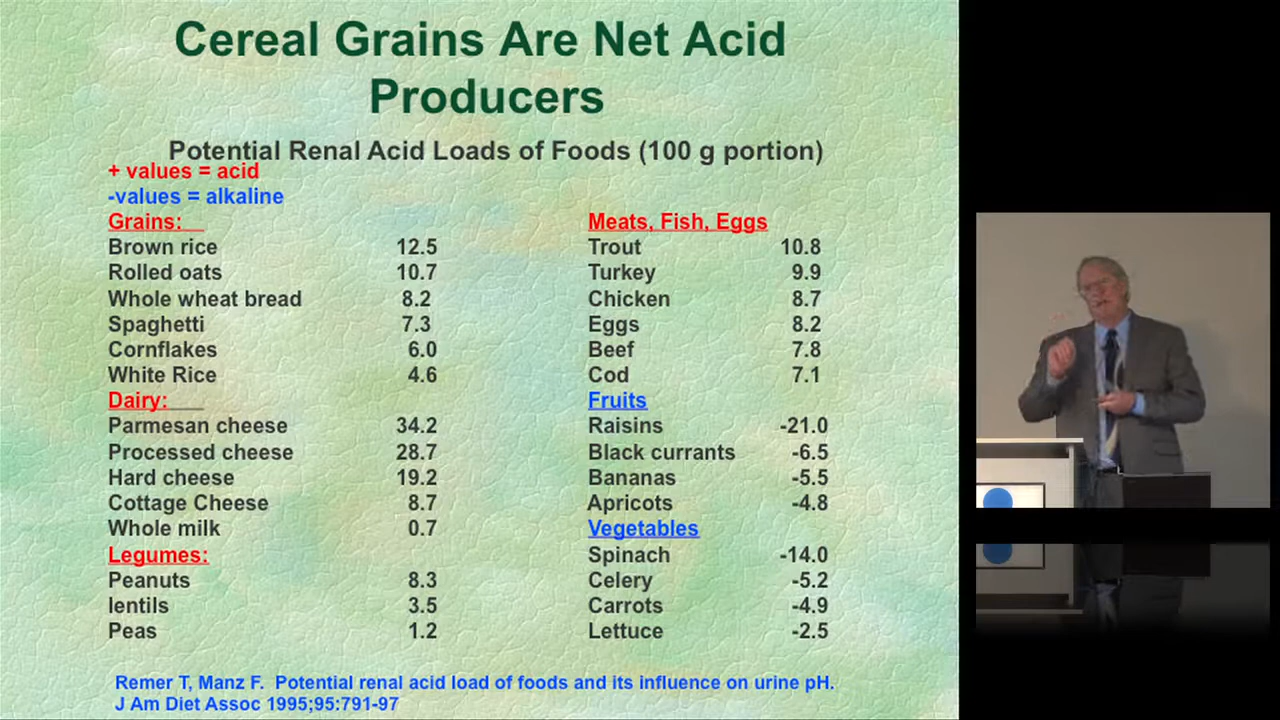 Cereal Grains Are Net Acid
Producers
Potential Renal Acid Loads of Foods (100 g portion)
+ values = acid
-values = alkaline
Grains:
Brown rice 12.5
Rolled oats 10.7
Whole wheat bread 8.2
Spaghetti 7.3
Cornflakes 6.0
White Rice 4.6
Dairy:
Parmesan cheese 34.2
Processed cheese 28.7
Hard cheese 19.2
Cottage Cheese 8.7
Whole milk 0.7
Legumes:
Peanuts 8.3
lentils 3.5
Peas 1.2
Meats, Fish, Eggs
Trout 10.8
Turkey 9.9
Chicken 8.7
Eggs 8.2
Beef 7.8
Cod 7.1
Fruits
Raisins -21.0
Black currants -6.5
Bananas -5.5
Apricots -4.8
Vegetables
Spinach -14.0
Celery -5.2
Carrots -4.9
Lettuce -2.5
Remer T, Manz F. Potential renal acid load of foods and its influence on urine pH.
J Am Diet Assoc 1995;95:791-97